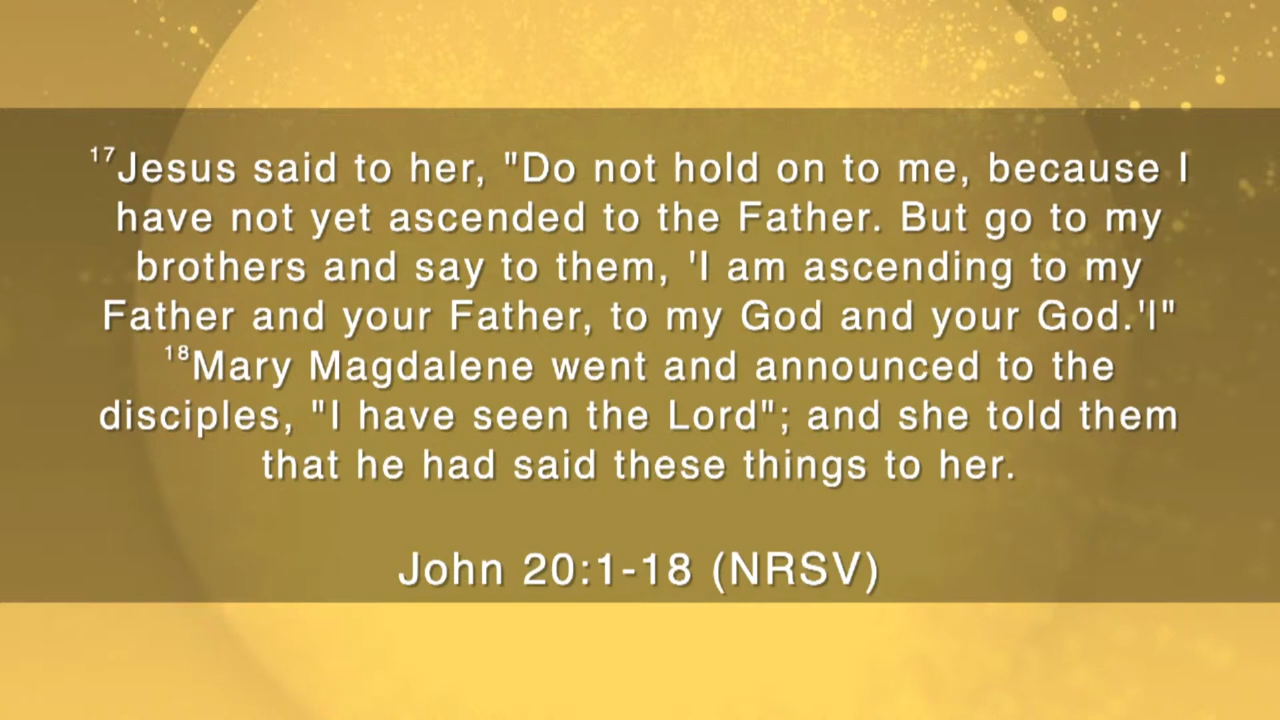 ¹⁷Jesus said to her, "Do not hold on to me, because I
have not yet ascended to the Father. But go to my
brothers and say to them, 'I am ascending to my
Father and your Father, to my God and your God.'I"
¹⁸Mary Magdalene went and announced to the
disciples, "I have seen the Lord"; and she told them
that he had said these things to her.
John 20:1-18 (NRSV)